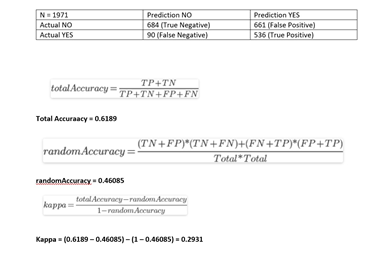 N = 1971 Prediction NO Prediction YES
Actual NO 684 (True Negative) 661 (False Positive)
Actual YES 90 (False Negative) 536 (True Positive)
totalAccuracy = TP+TN / TP+TN+FP+FN
Total Accuraacy = 0.6189
randomAccuracy = (TN+FP)*(TN+FN)+(FN+TP)*(FP+TP) / Total*Total
randomAccuracy = 0.46085
kappa = totalAccuracy−randomAccuracy / 1−randomAccuracy
Kappa = (0.6189 – 0.46085) – (1 – 0.46085) = 0.2931